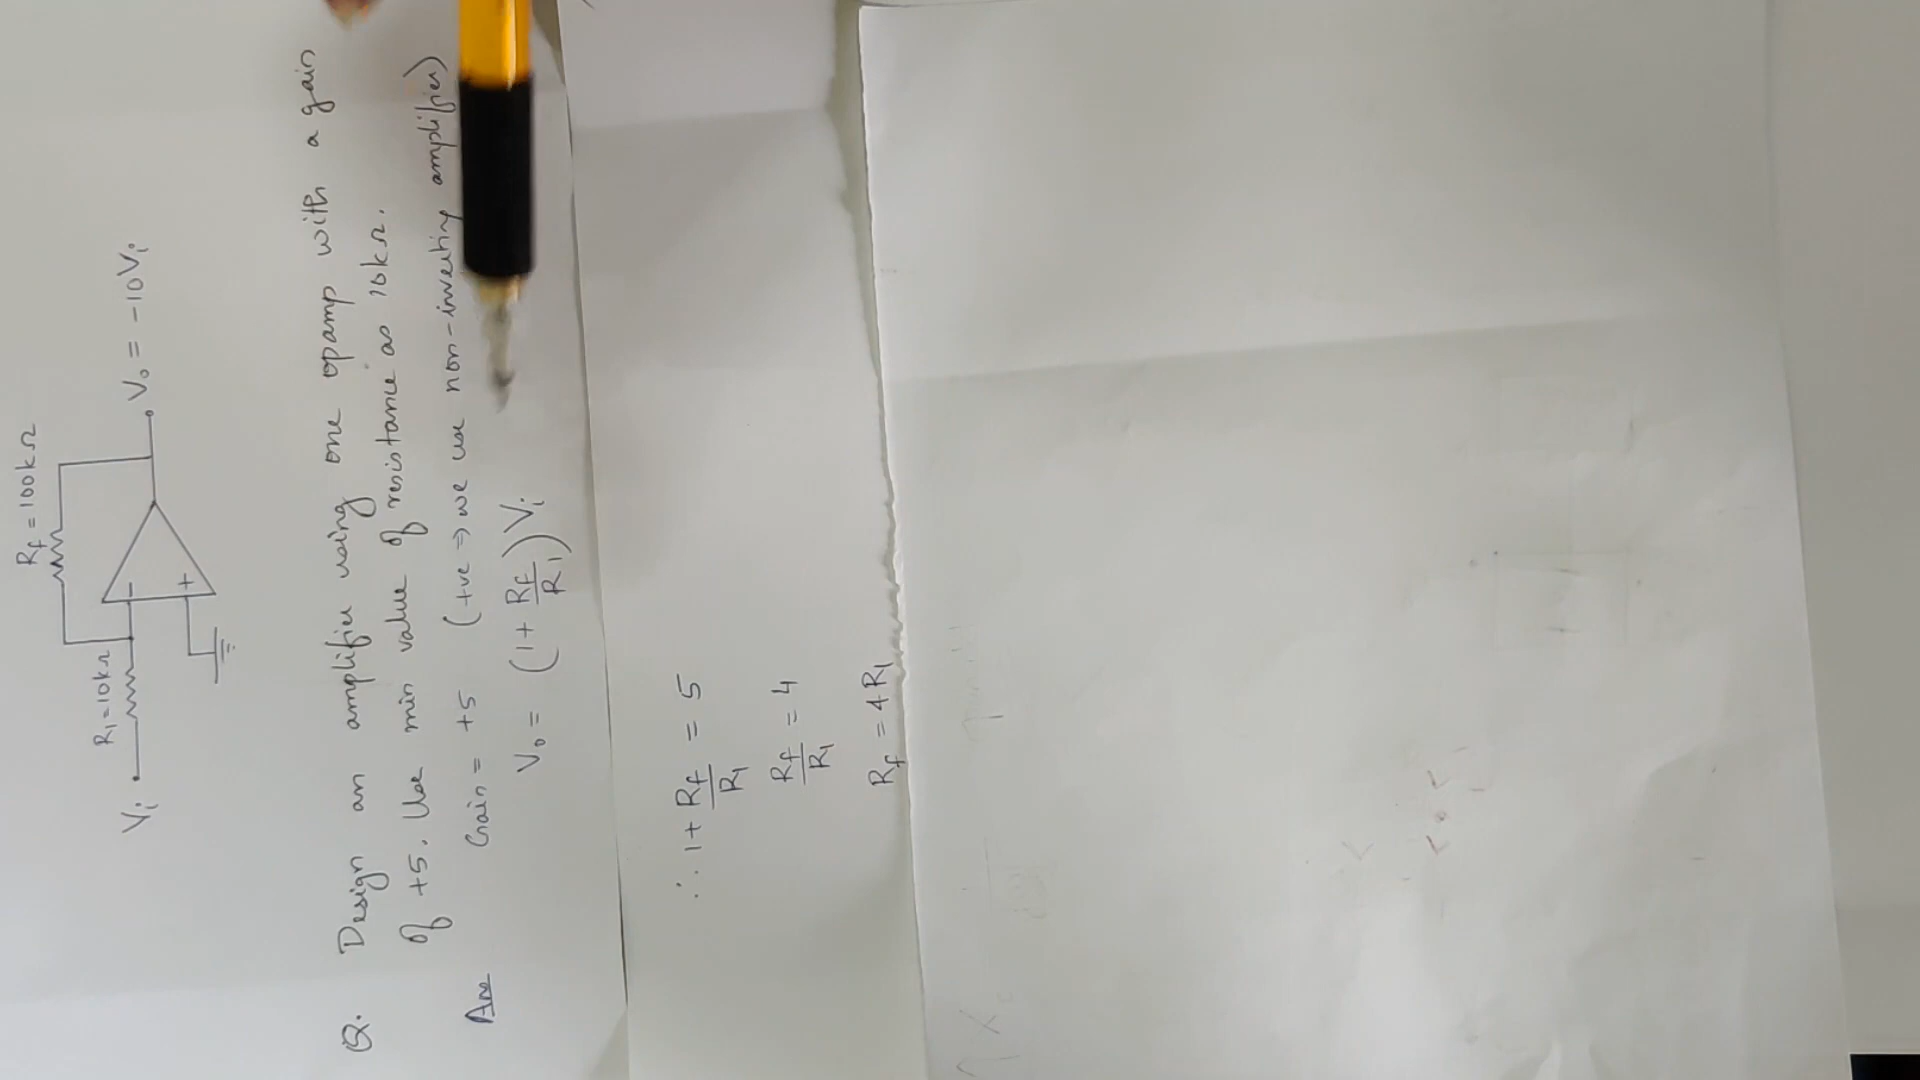 Rf = 100kΩ
R1 = 10kΩ
Vi
−
+
Vo = -10Vi
Q. Design an amplifier using one opamp with a gain
of +5. Use min value of resistance as 10kΩ.
Ans Gain = +5 (+ve ⇒ we use non-inverting amplifier)
Vo = (1 + Rf/R1) Vi
∴ 1 + Rf/R1 = 5
Rf/R1 = 4
Rf = 4R1